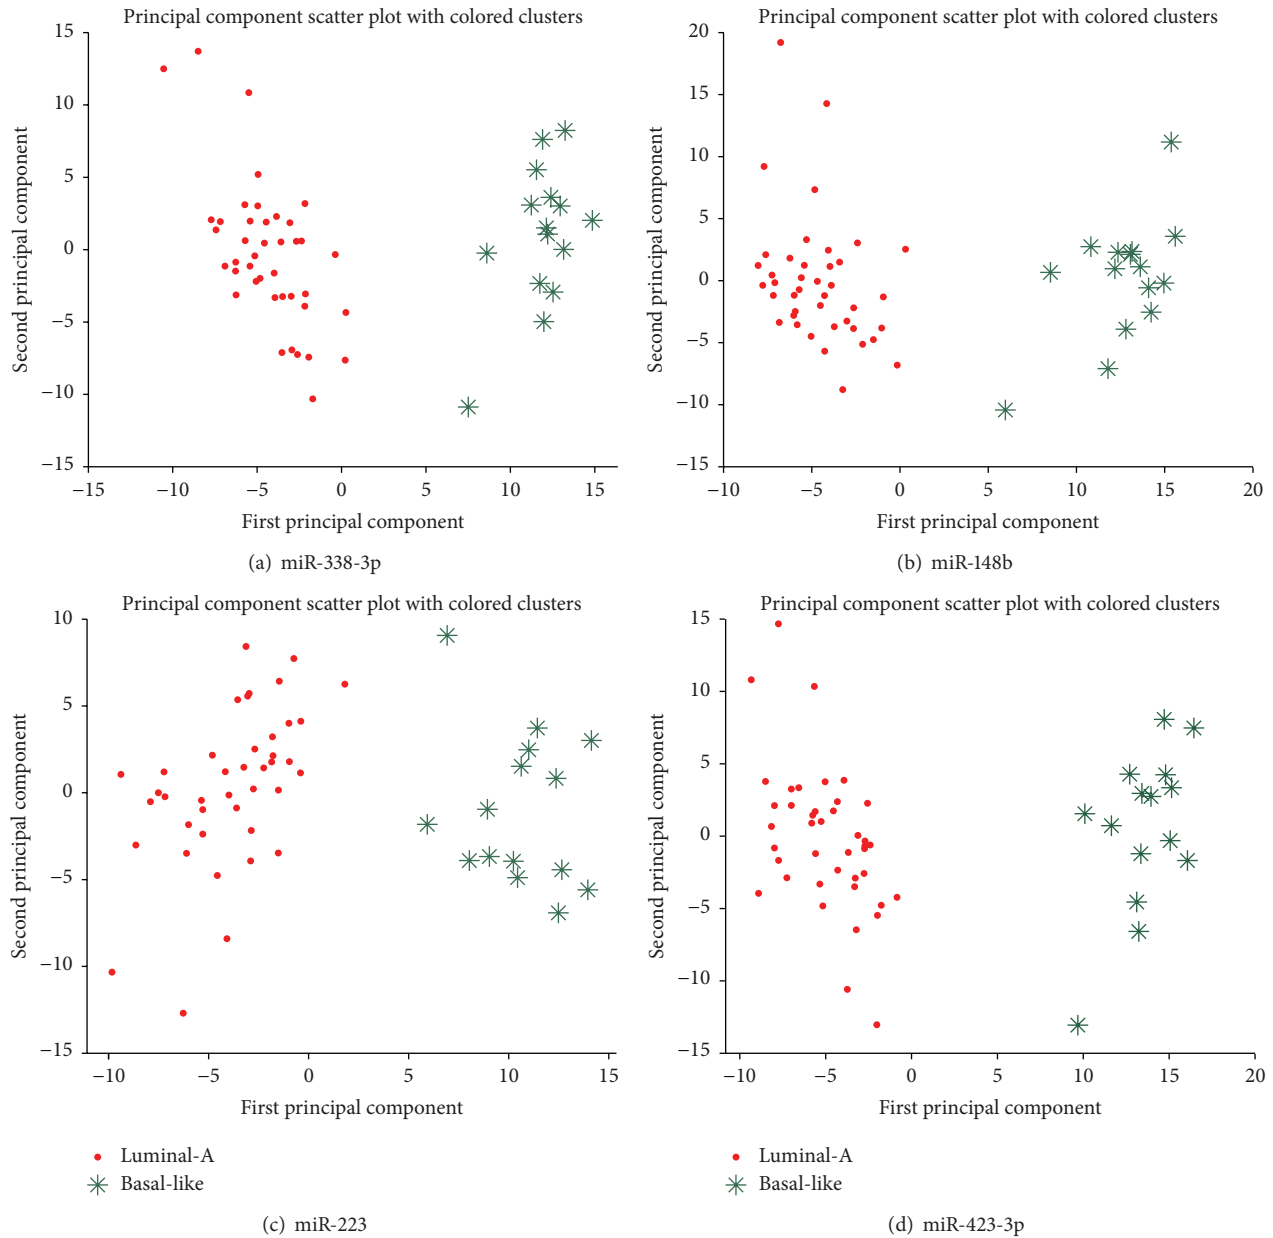 Principal component scatter plot with colored clusters
15
10
5
0
−5
−10
−15
Second principal component
−15 −10 −5 0 5 10 15
First principal component
(a) miR-338-3p
Principal component scatter plot with colored clusters
20
15
10
5
0
−5
−10
−15
Second principal component
−10 −5 0 5 10 15 20
First principal component
(b) miR-148b
Principal component scatter plot with colored clusters
10
5
0
−5
−10
−15
Second principal component
−10 −5 0 5 10 15
First principal component
Luminal-A
Basal-like
(c) miR-223
Principal component scatter plot with colored clusters
15
10
5
0
−5
−10
−15
Second principal component
−10 −5 0 5 10 15 20
First principal component
Luminal-A
Basal-like
(d) miR-423-3p